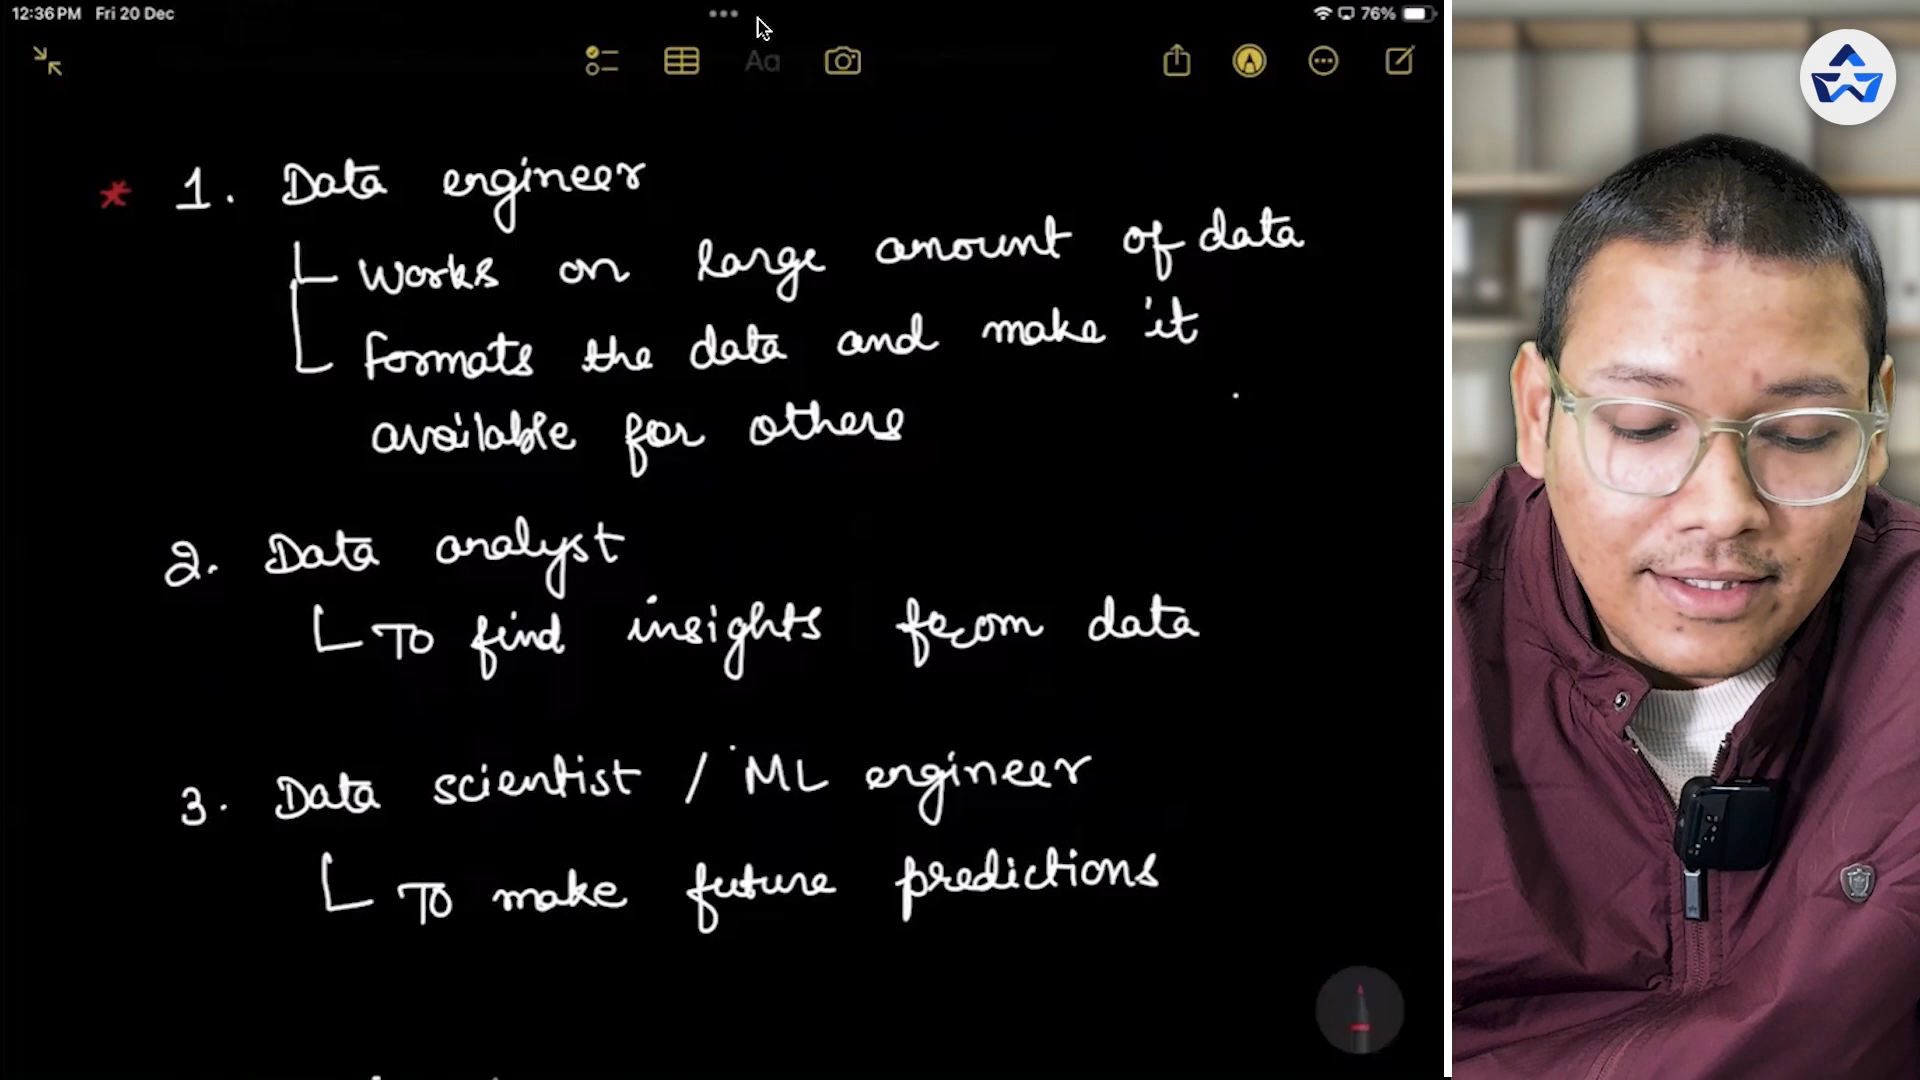 12:36 PM Fri 20 Dec
76%
Aa
* 1. Data engineer
Works on large amount of data
formats the data and make it
available for others
2. Data analyst
To find insights from data
3. Data scientist / ML engineer
To make future predictions